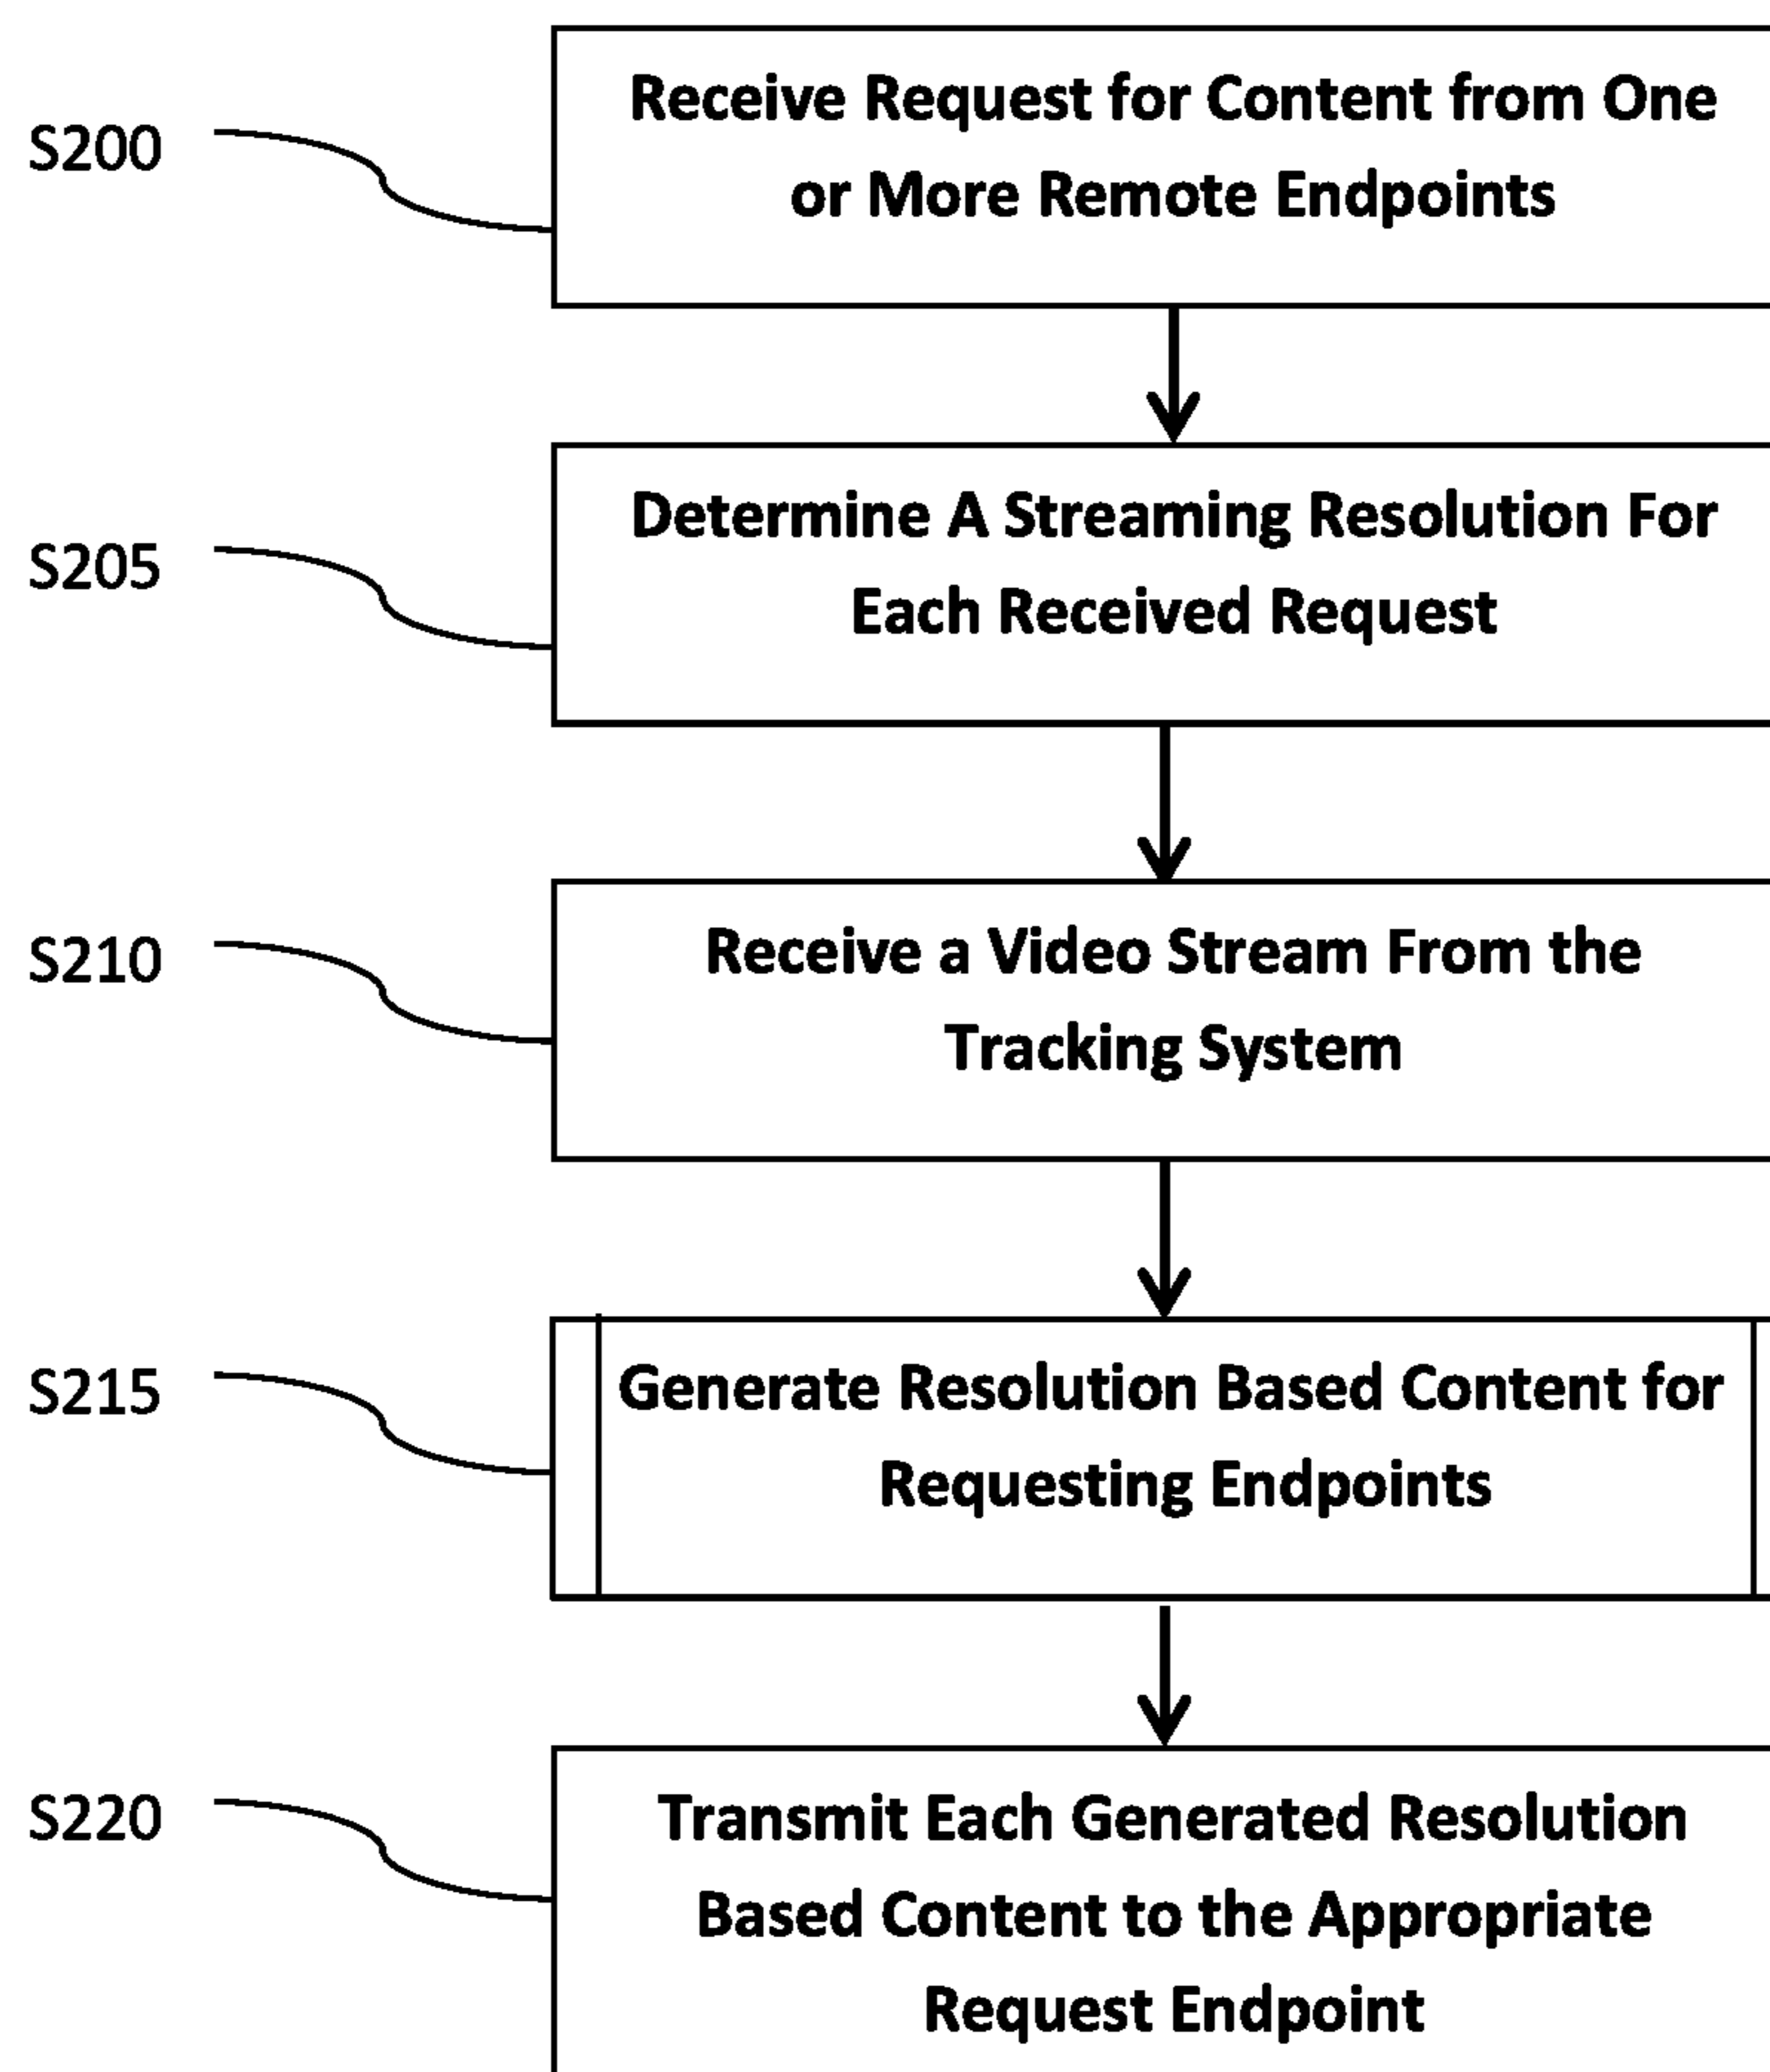 S200
Receive Request for Content from One
or More Remote Endpoints
S205
Determine A Streaming Resolution For
Each Received Request
S210
Receive a Video Stream From the
Tracking System
S215
Generate Resolution Based Content for
Requesting Endpoints
S220
Transmit Each Generated Resolution
Based Content to the Appropriate
Request Endpoint